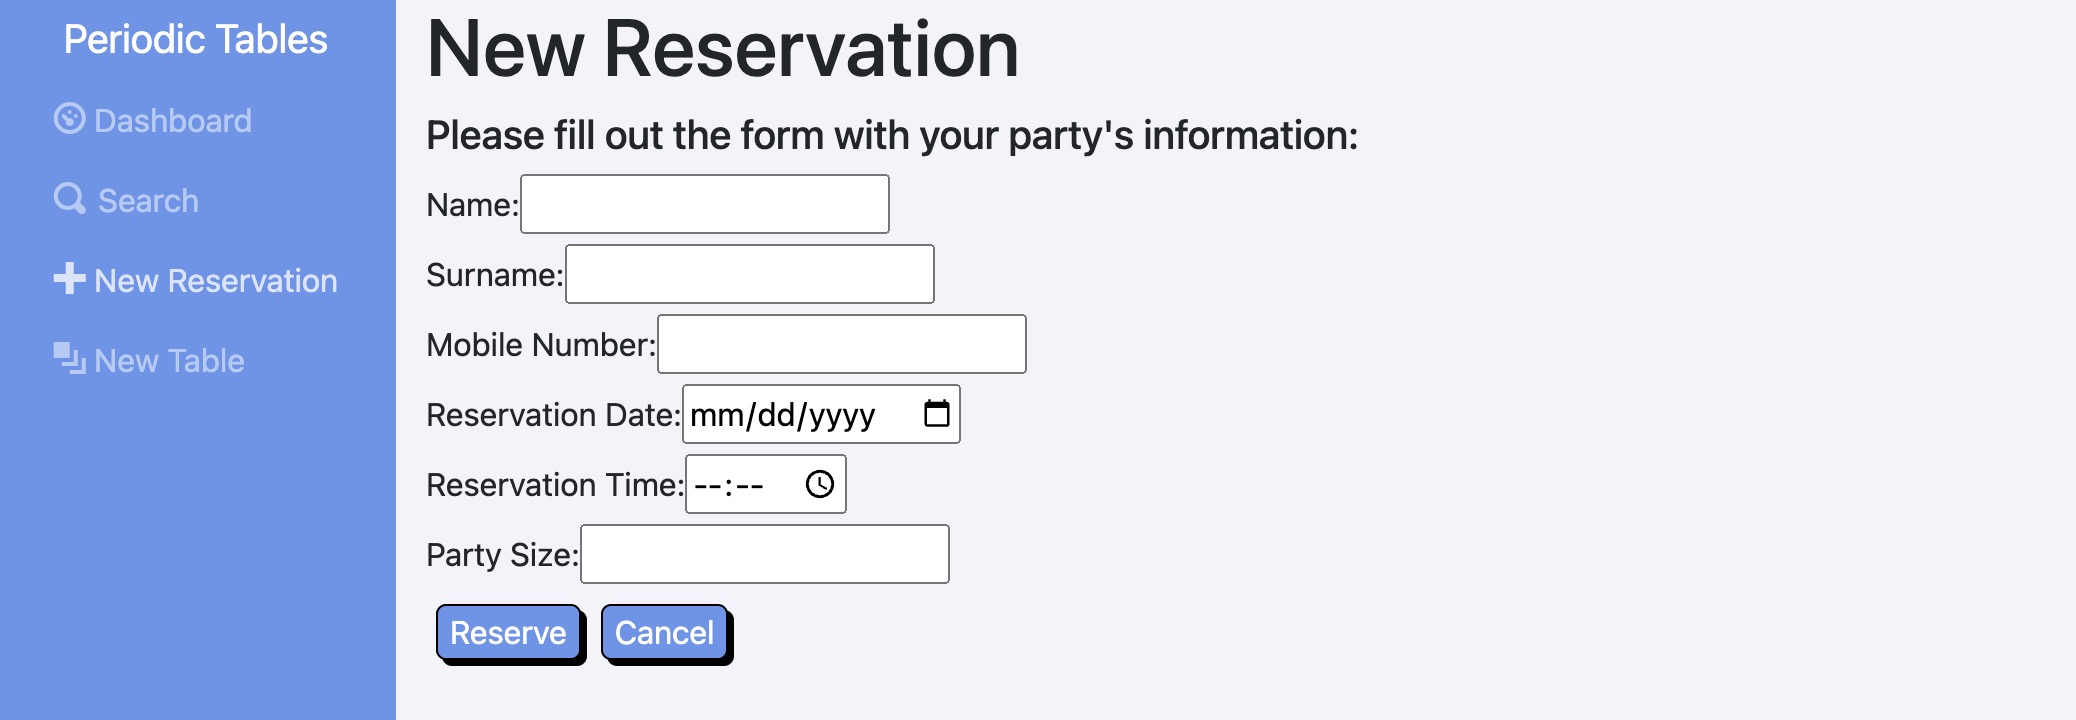 Periodic Tables
Dashboard
Search
New Reservation
New Table
New Reservation
Please fill out the form with your party's information:
Name:
Surname:
Mobile Number:
Reservation Date: mm/dd/yyyy
Reservation Time: --:--
Party Size:
Reserve Cancel